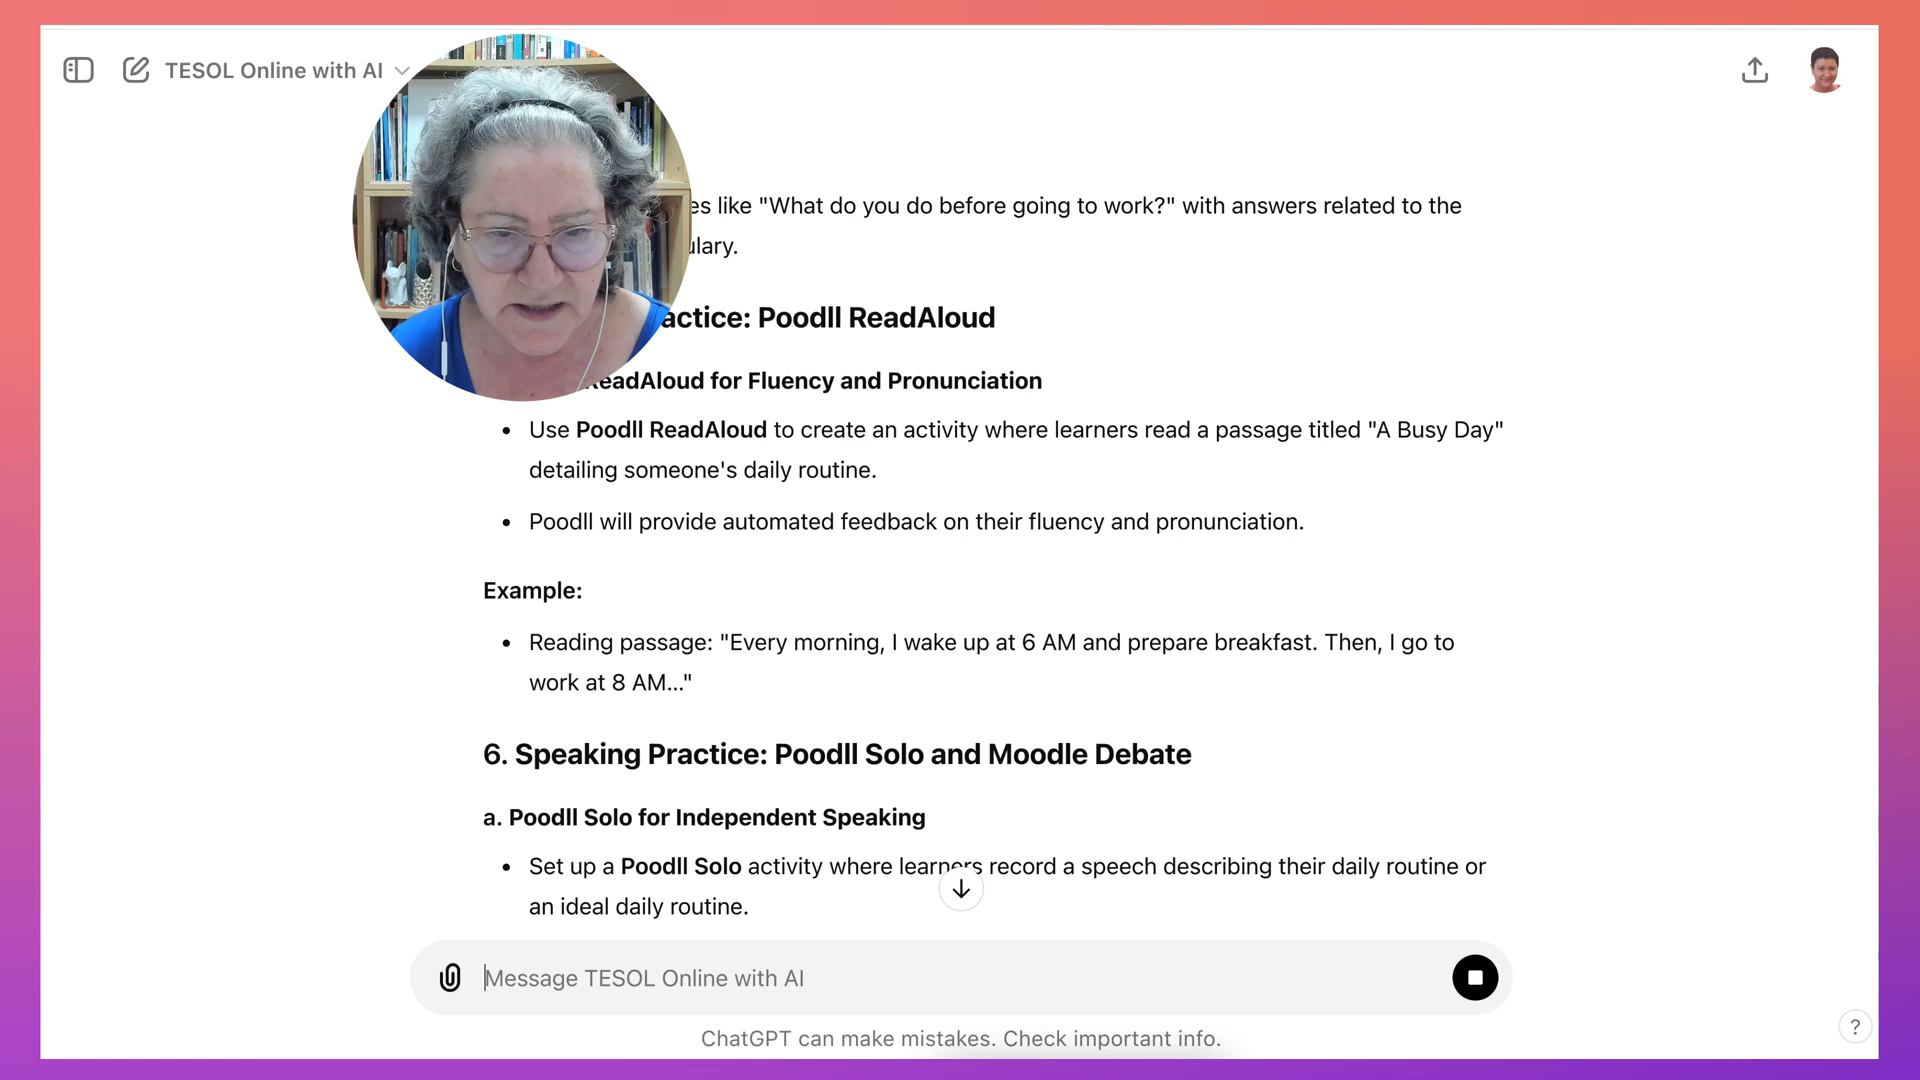 TESOL Online with AI
like "What do you do before going to work?" with answers related to the
Practice: Poodll ReadAloud
ReadAloud for Fluency and Pronunciation
• Use Poodll ReadAloud to create an activity where learners read a passage titled "A Busy Day"
detailing someone's daily routine.
• Poodll will provide automated feedback on their fluency and pronunciation.
Example:
• Reading passage: "Every morning, I wake up at 6 AM and prepare breakfast. Then, I go to
work at 8 AM..."
6. Speaking Practice: Poodll Solo and Moodle Debate
a. Poodll Solo for Independent Speaking
• Set up a Poodll Solo activity where learners record a speech describing their daily routine or
an ideal daily routine.
Message TESOL Online with AI
ChatGPT can make mistakes. Check important info.
?